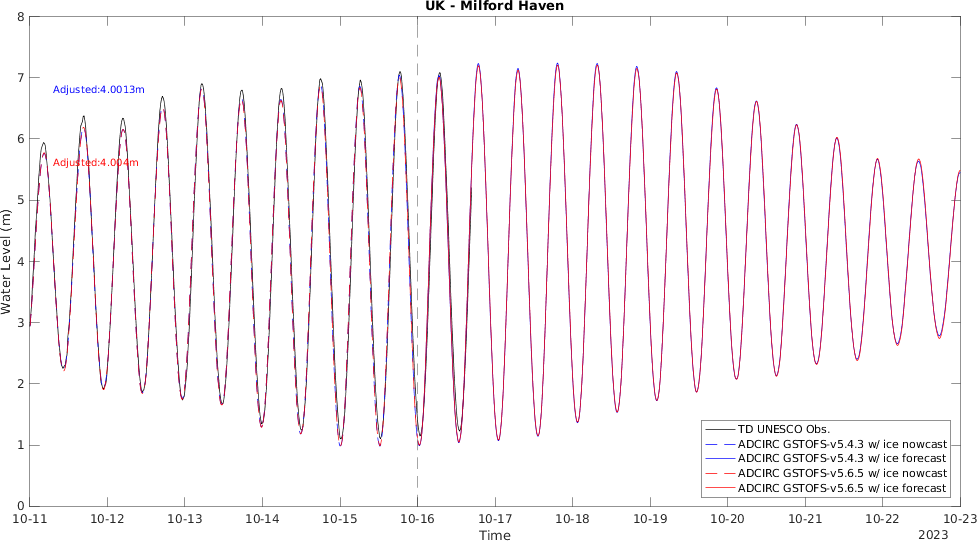 UK - Milford Haven
Water Level (m)
8
7
6
5
4
3
2
1
0
Adjusted:4.0013m
Adjusted:4.004m
TD UNESCO Obs.
ADCIRC GSTOFS-v5.4.3 w/ ice nowcast
ADCIRC GSTOFS-v5.4.3 w/ ice forecast
ADCIRC GSTOFS-v5.6.5 w/ ice nowcast
ADCIRC GSTOFS-v5.6.5 w/ ice forecast
10-11 10-12 10-13 10-14 10-15 10-16 10-17 10-18 10-19 10-20 10-21 10-22 10-23
Time
2023